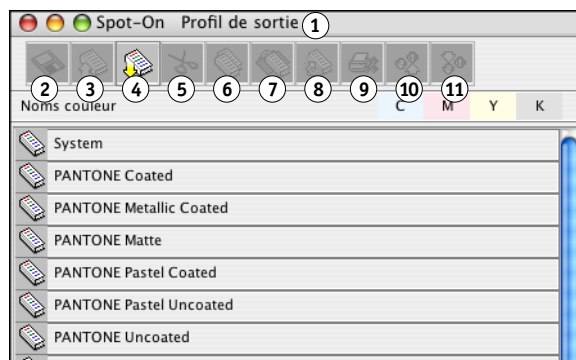 Spot-On Profil de sortie 1
2 3 4 5 6 7 8 9 10 11
Noms couleur C M Y K
System
PANTONE Coated
PANTONE Metallic Coated
PANTONE Matte
PANTONE Pastel Coated
PANTONE Pastel Uncoated
PANTONE Uncoated